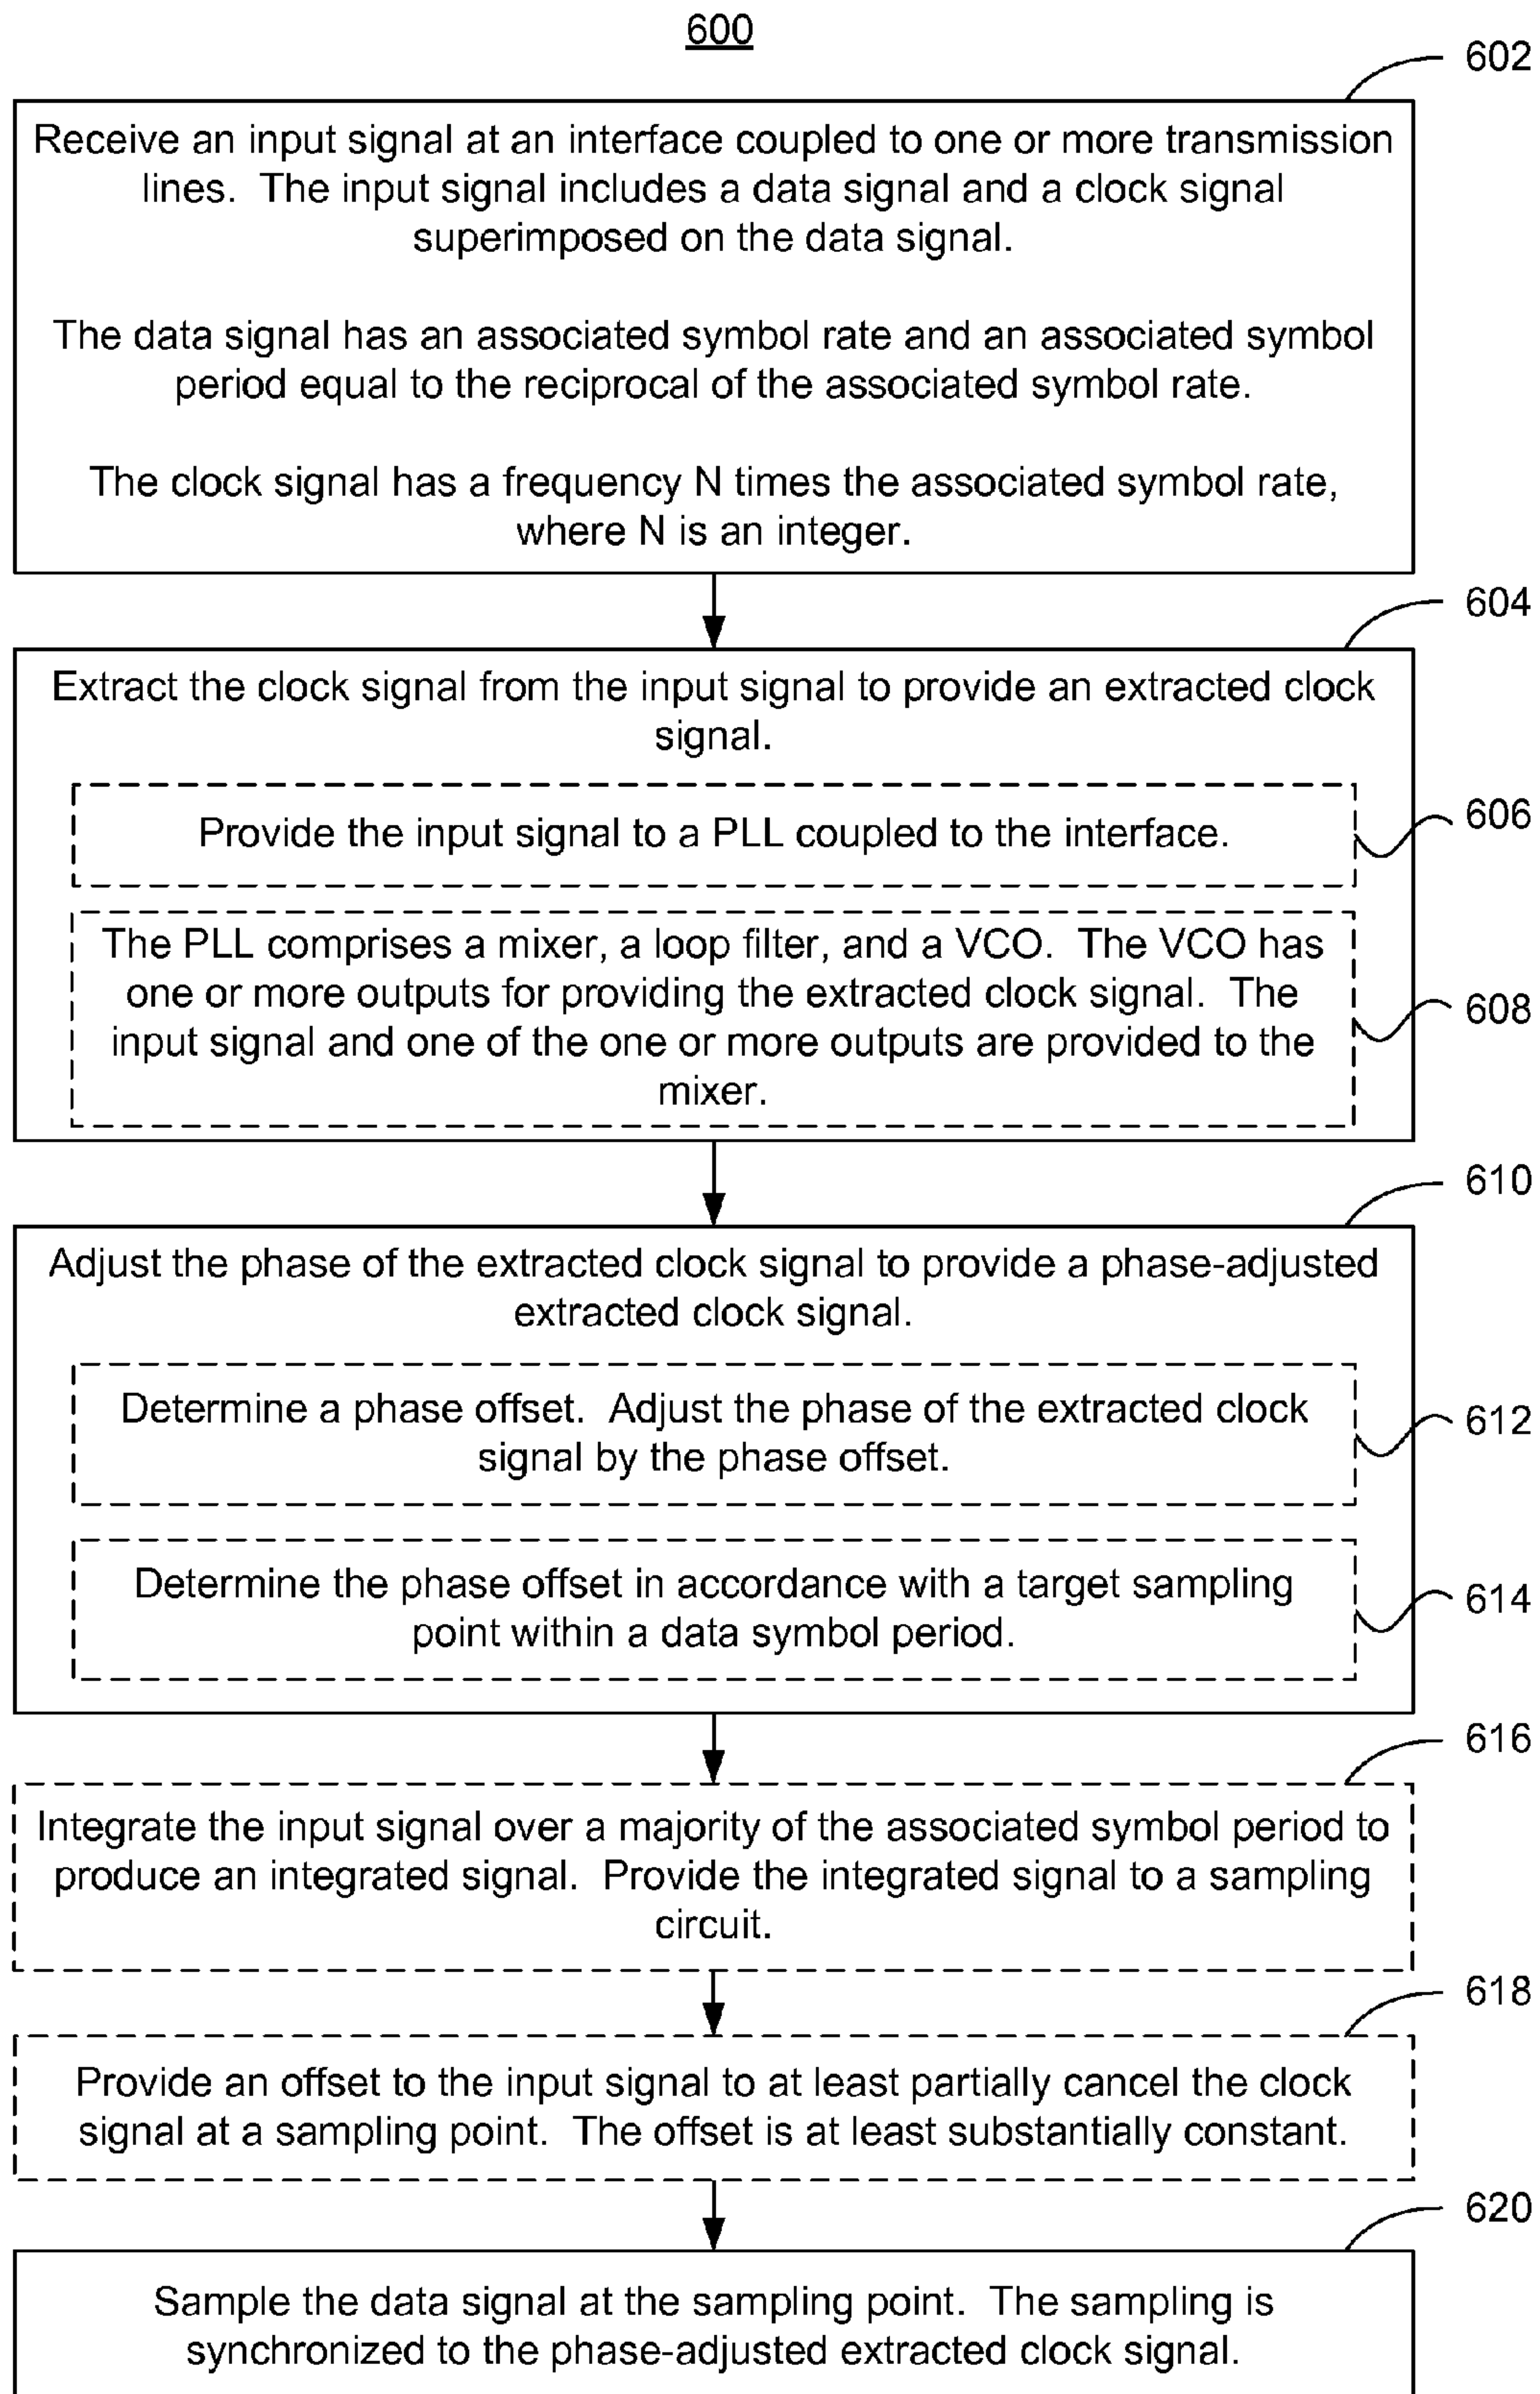 600
602
Receive an input signal at an interface coupled to one or more transmission
lines. The input signal includes a data signal and a clock signal
superimposed on the data signal.
The data signal has an associated symbol rate and an associated symbol
period equal to the reciprocal of the associated symbol rate.
The clock signal has a frequency N times the associated symbol rate,
where N is an integer.
604
Extract the clock signal from the input signal to provide an extracted clock
signal.
606
Provide the input signal to a PLL coupled to the interface.
The PLL comprises a mixer, a loop filter, and a VCO. The VCO has
one or more outputs for providing the extracted clock signal. The
608
input signal and one of the one or more outputs are provided to the
mixer.
610
Adjust the phase of the extracted clock signal to provide a phase-adjusted
extracted clock signal.
Determine a phase offset. Adjust the phase of the extracted clock
612
signal by the phase offset.
Determine the phase offset in accordance with a target sampling
614
point within a data symbol period.
616
Integrate the input signal over a majority of the associated symbol period to
produce an integrated signal. Provide the integrated signal to a sampling
circuit.
618
Provide an offset to the input signal to at least partially cancel the clock
signal at a sampling point. The offset is at least substantially constant.
620
Sample the data signal at the sampling point. The sampling is
synchronized to the phase-adjusted extracted clock signal.